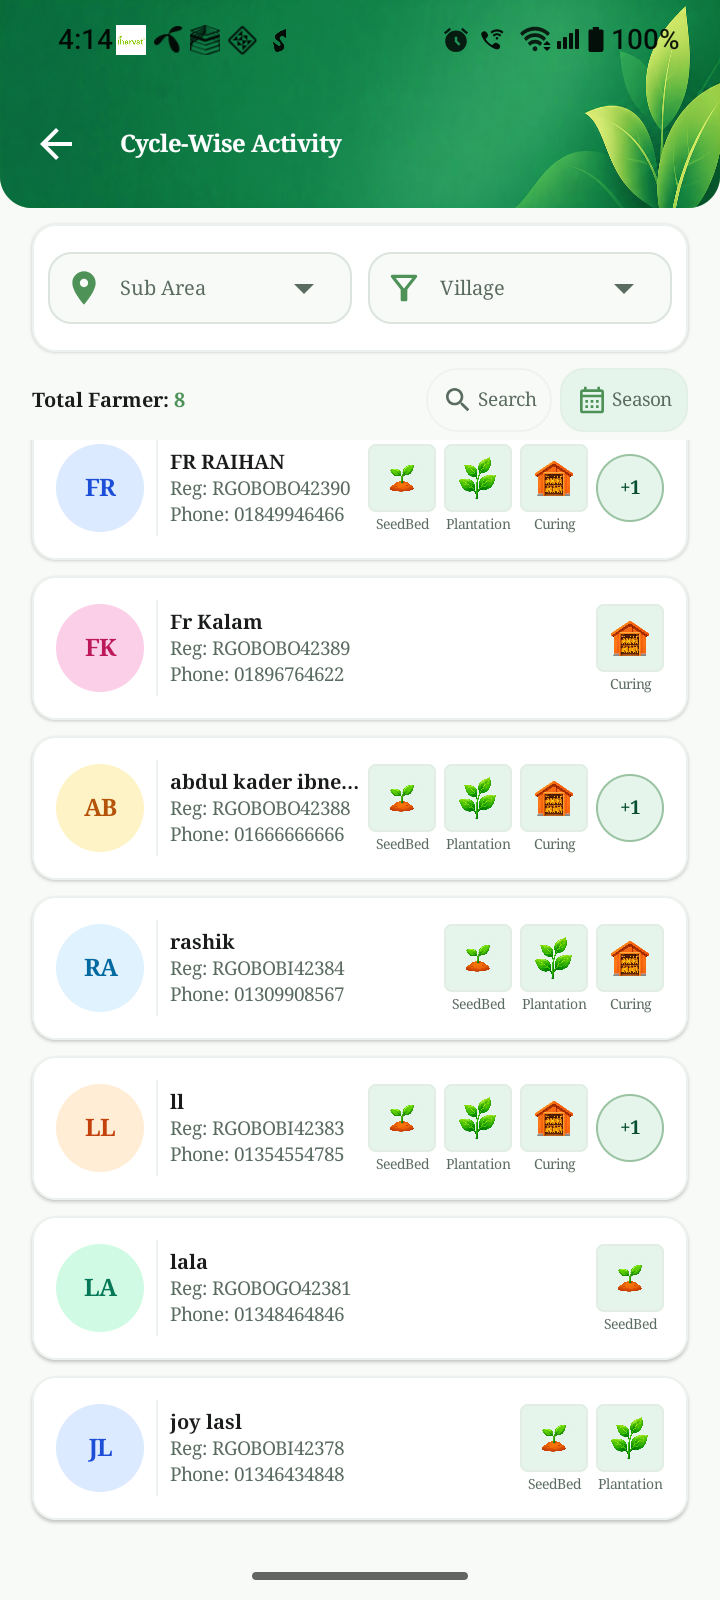 4:14
100%
Cycle-Wise Activity
Sub Area
Village
Total Farmer: 8
Search
Season
FR
FR RAIHAN
Reg: RGOBOBO42390
Phone: 01849946466
SeedBed
Plantation
Curing
+1
FK
Fr Kalam
Reg: RGOBOBO42389
Phone: 01896764622
Curing
AB
abdul kader ibne...
Reg: RGOBOBO42388
Phone: 01666666666
SeedBed
Plantation
Curing
+1
RA
rashik
Reg: RGOBOBI42384
Phone: 01309908567
SeedBed
Plantation
Curing
LL
ll
Reg: RGOBOBI42383
Phone: 01354554785
SeedBed
Plantation
Curing
+1
LA
lala
Reg: RGOBOGO42381
Phone: 01348464846
SeedBed
JL
joy lasl
Reg: RGOBOBI42378
Phone: 01346434848
SeedBed
Plantation